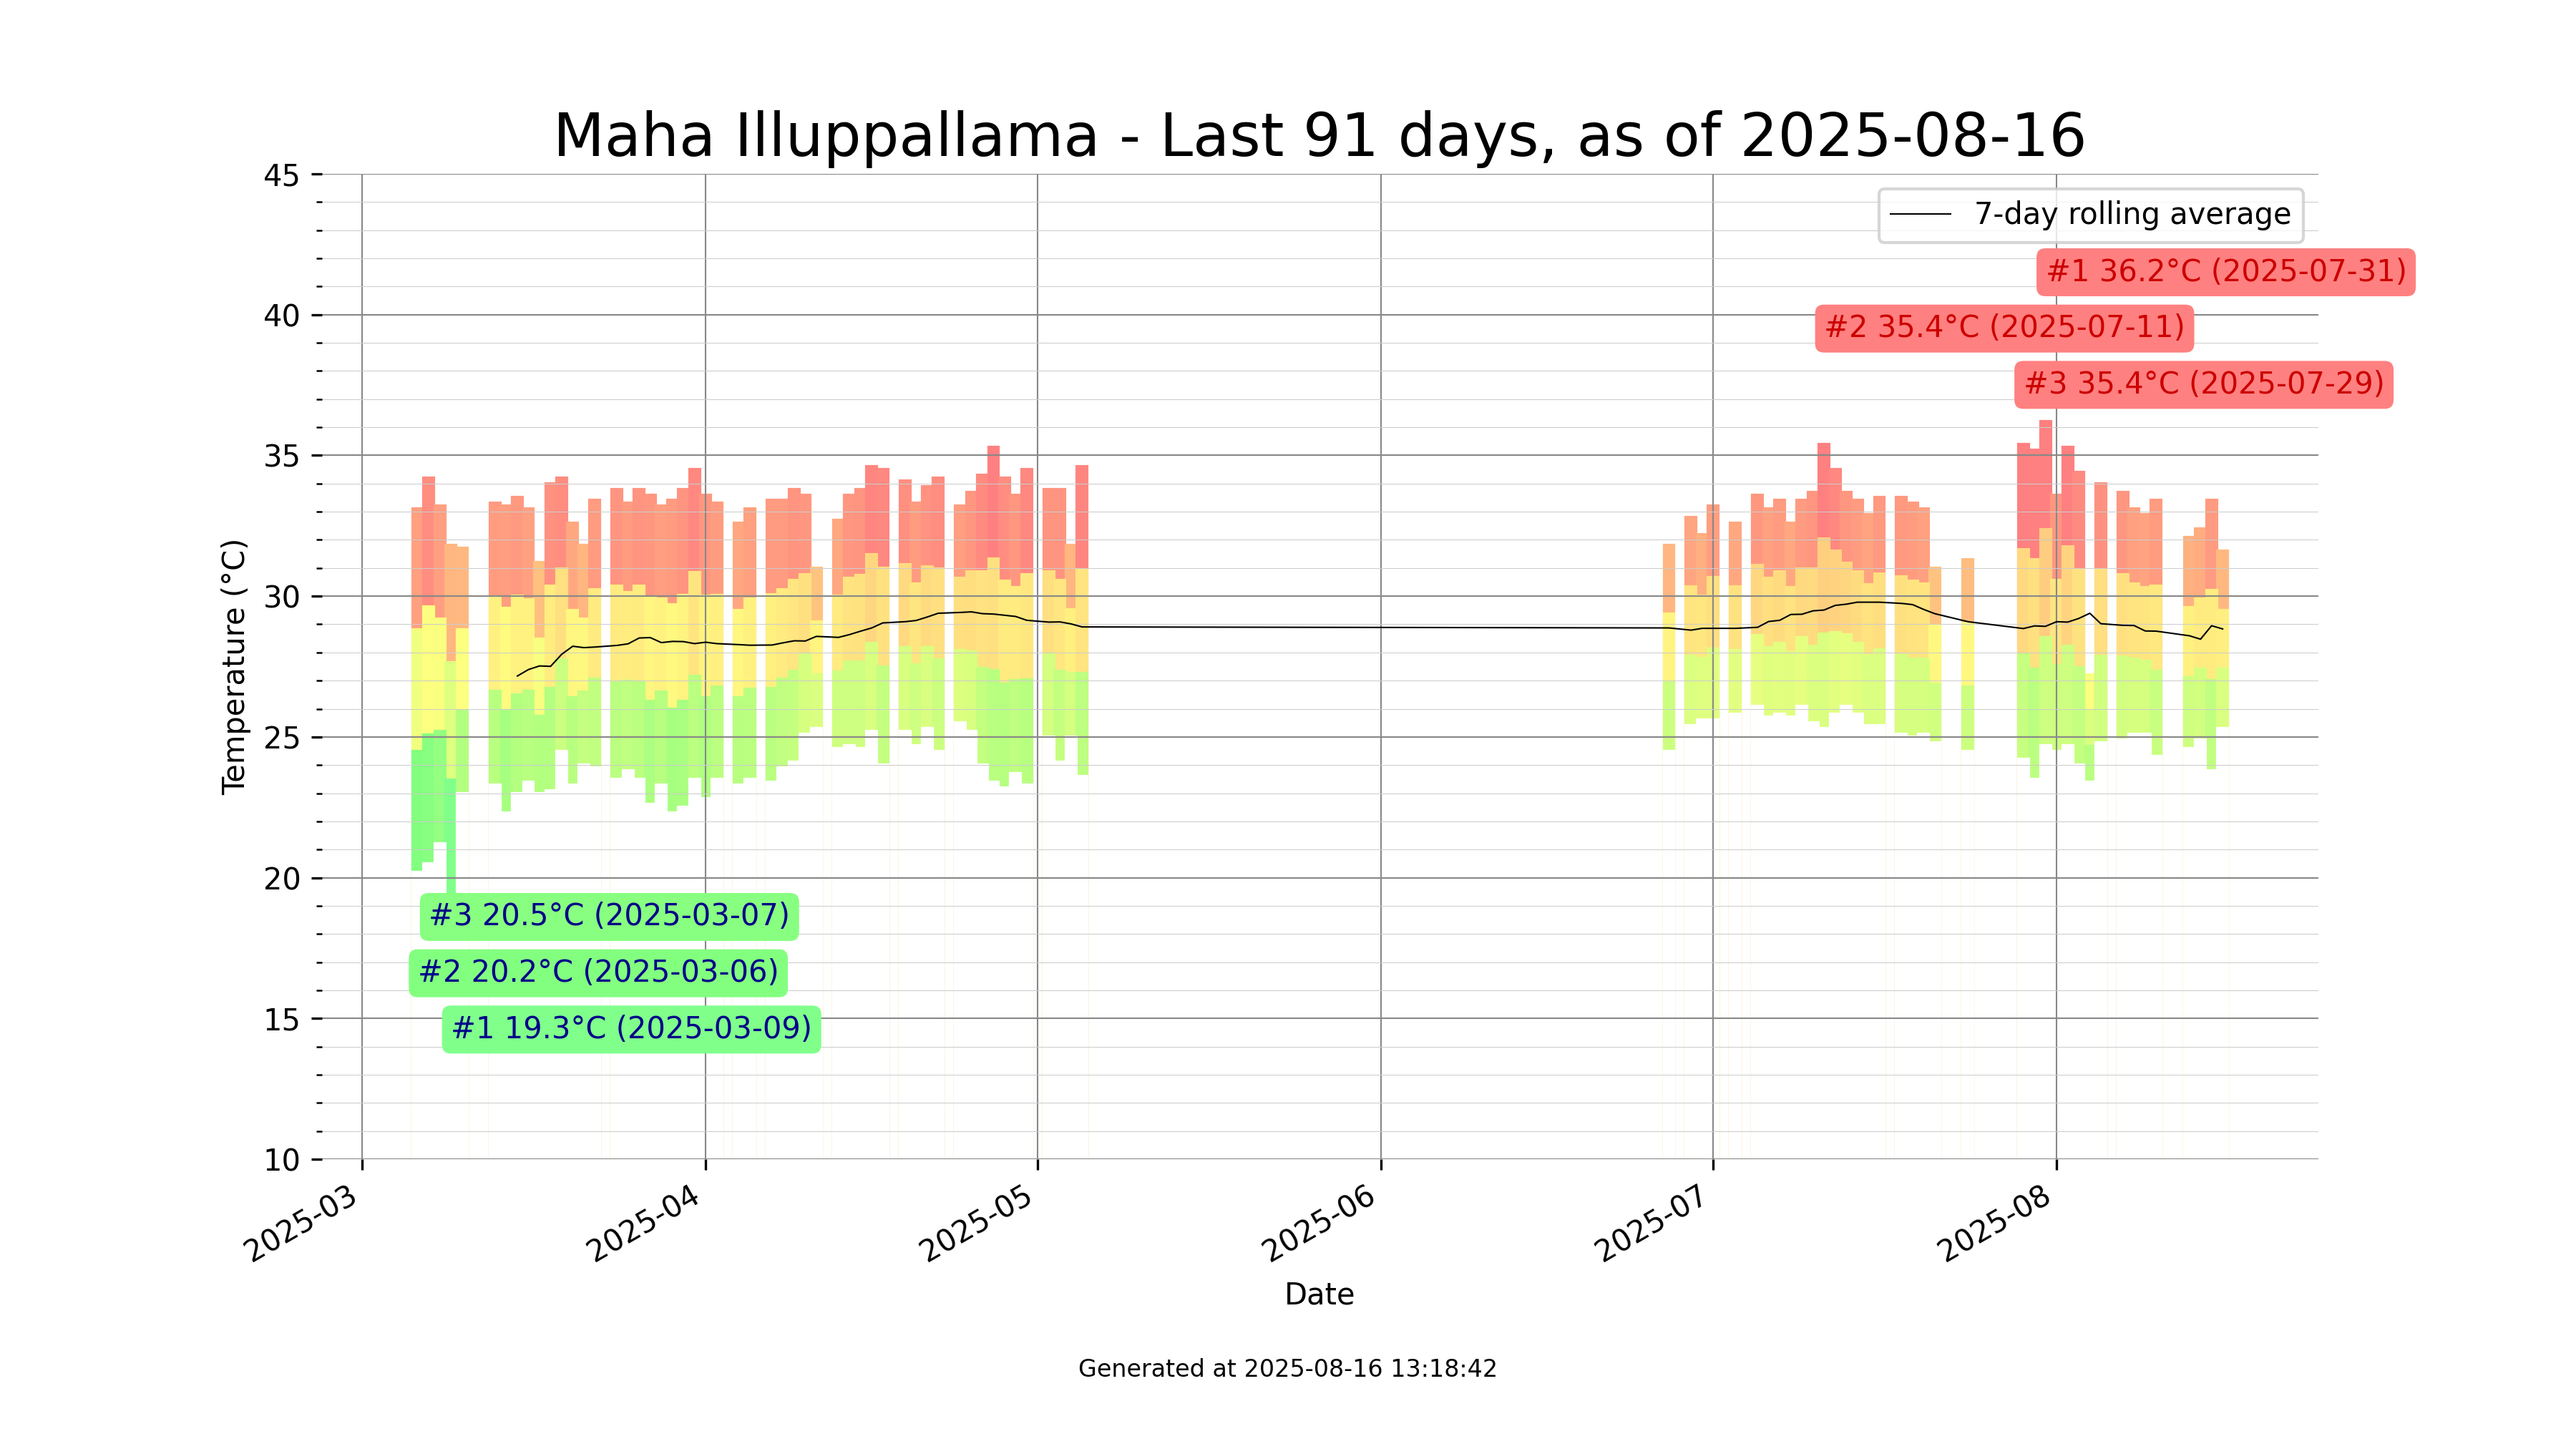 Maha Illuppallama - Last 91 days, as of 2025-08-16
45
40
35
30
25
20
15
10
Temperature (°C)
7-day rolling average
#1 36.2°C (2025-07-31)
#2 35.4°C (2025-07-11)
#3 35.4°C (2025-07-29)
#3 20.5°C (2025-03-07)
#2 20.2°C (2025-03-06)
#1 19.3°C (2025-03-09)
2025-03
2025-04
2025-05
2025-06
2025-07
2025-08
Date
Generated at 2025-08-16 13:18:42